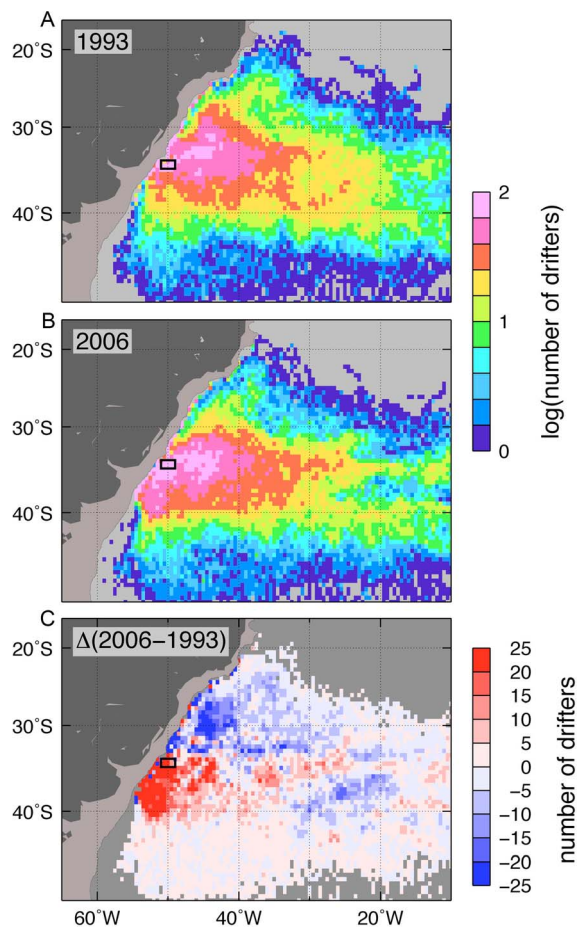 A
1993
20°S
30°S
40°S
B
2006
20°S
30°S
40°S
2
1
0
log(number of drifters)
C
Δ(2006−1993)
20°S
30°S
40°S
60°W
40°W
20°W
25
20
15
10
5
0
−5
−10
−15
−20
−25
number of drifters